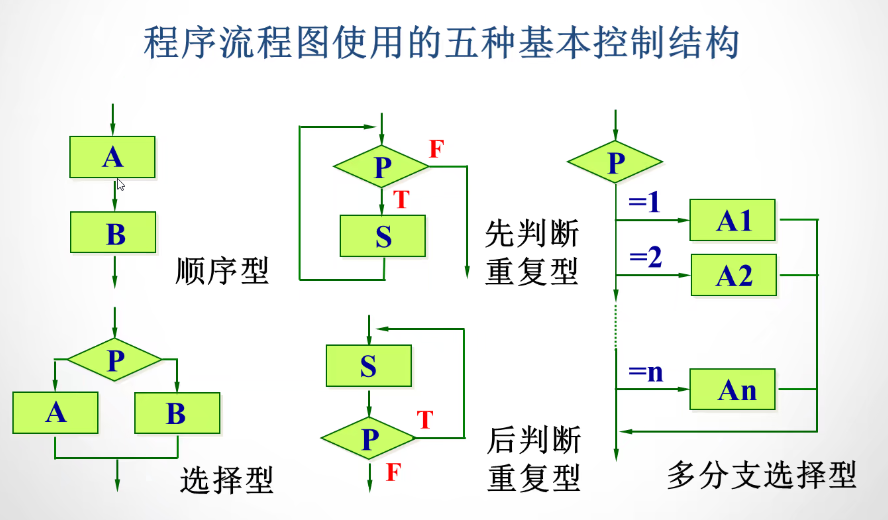 程序流程图使用的五种基本控制结构
A
B
顺序型
P
F
T
S
先判断
重复型
P
=1
A1
=2
A2
=n
An
多分支选择型
P
A
B
选择型
S
P
T
F
后判断
重复型